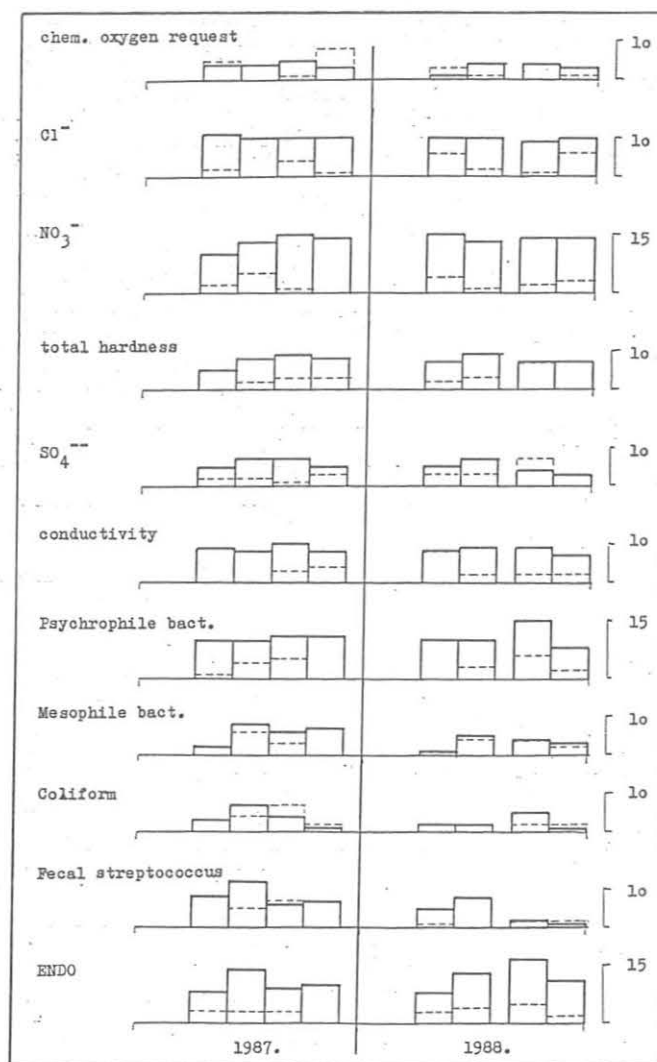 chem. oxygen request
lo
Cl⁻
lo
NO₃⁻
15
total hardness
lo
SO₄⁻⁻
lo
conductivity
lo
Psychrophile bact.
15
Mesophile bact.
lo
Coliform
lo
Fecal streptococcus
lo
ENDO
15
1987. 1988.